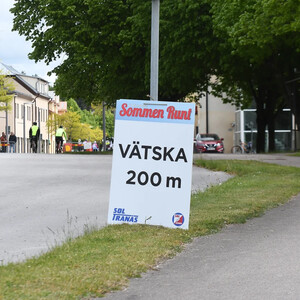 Sommen Runt
VÄTSKA
200 m
SOL
TRANÅS